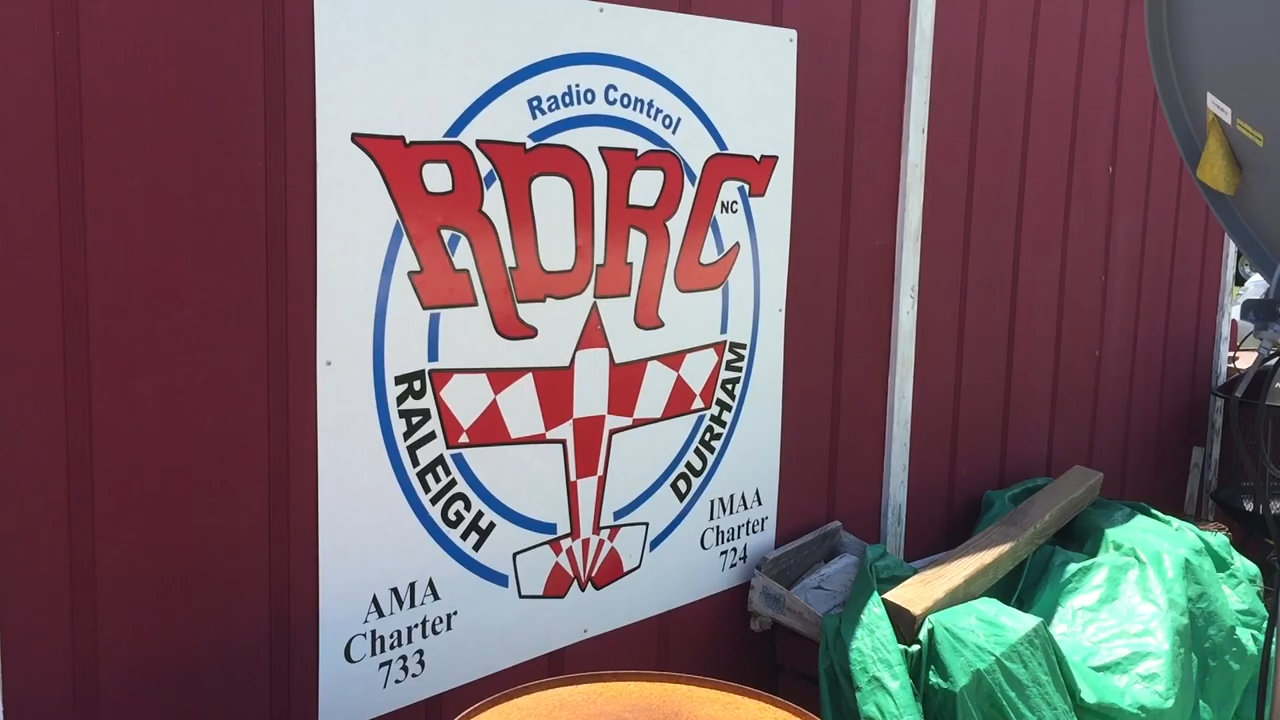 Radio Control
RDRC
NC
RALEIGH
DURHAM
AMA
Charter
733
IMAA
Charter
724